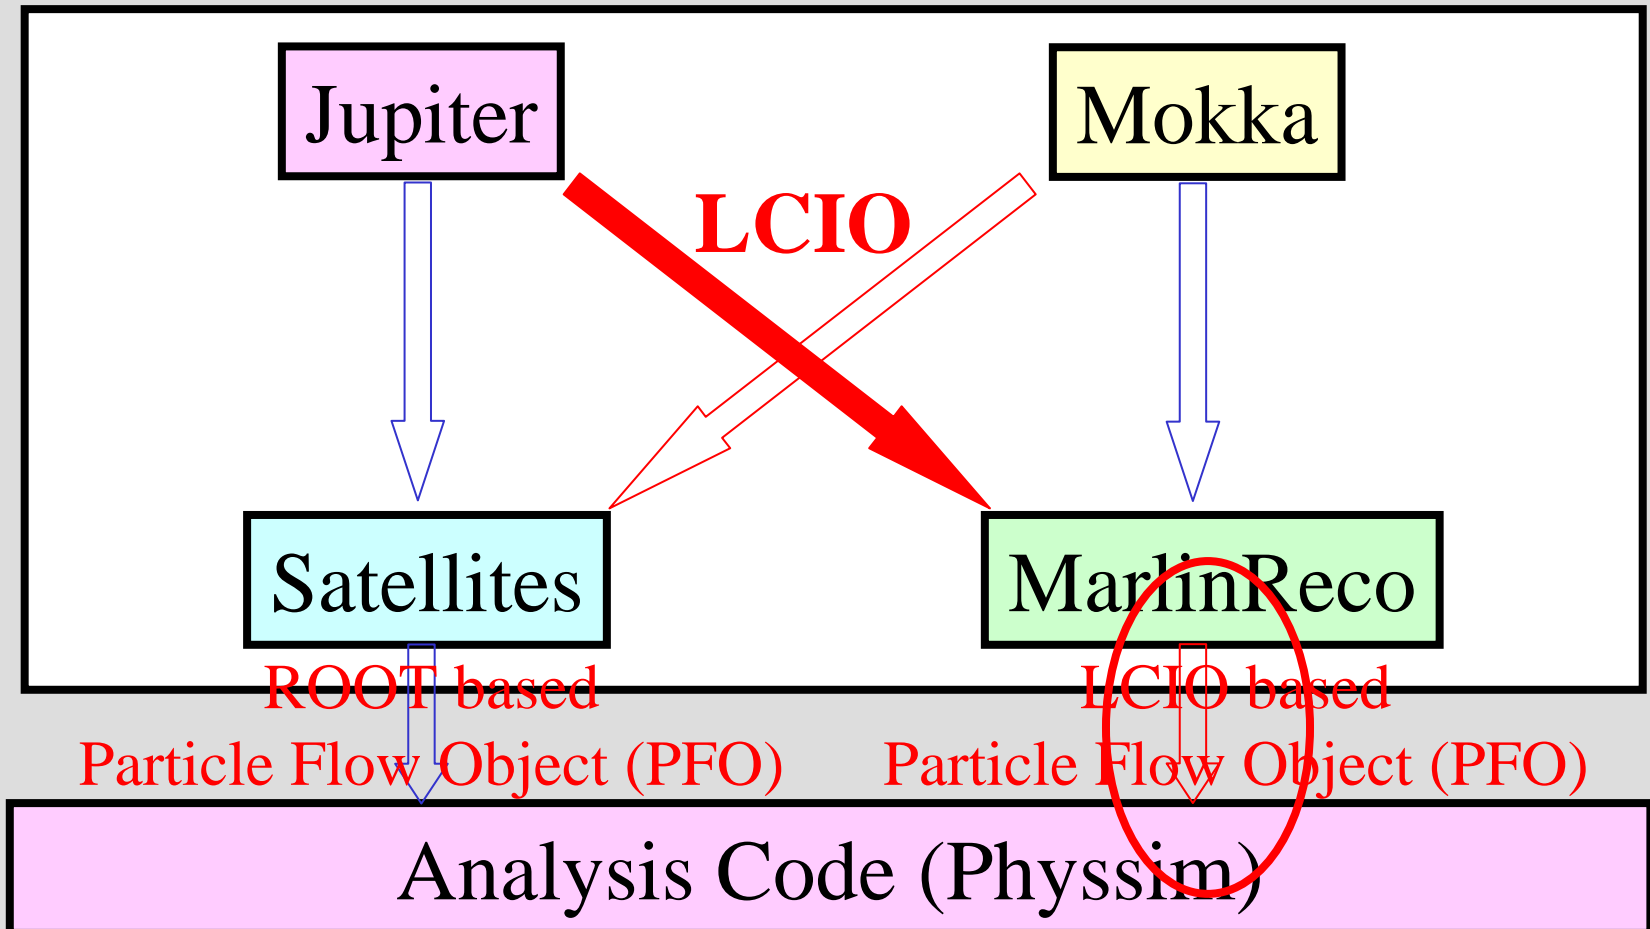 Jupiter
Mokka
LCIO
Satellites
MarlinReco
ROOT based
Particle Flow Object (PFO)
LCIO based
Particle Flow Object (PFO)
Analysis Code (Physsim)